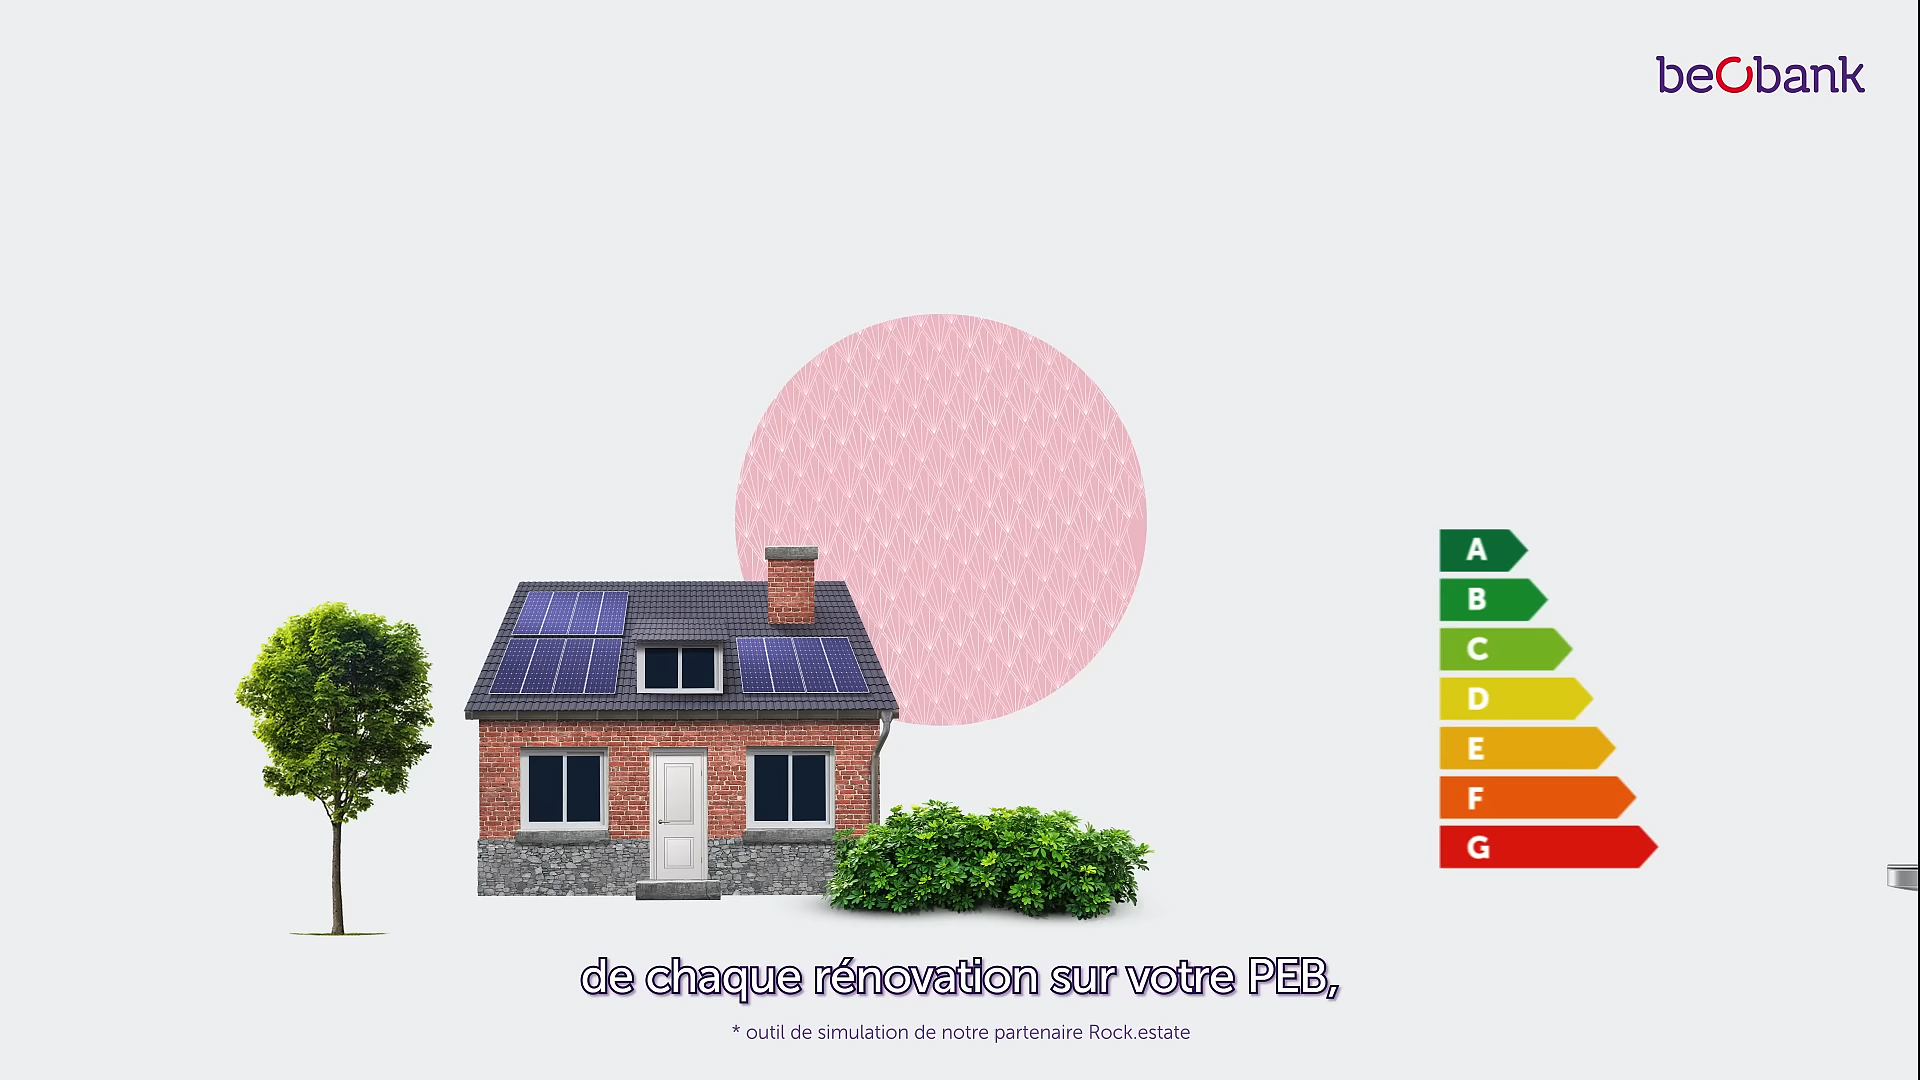 beobank
A
B
C
D
E
F
G
de chaque rénovation sur votre PEB,
* outil de simulation de notre partenaire Rock.estate